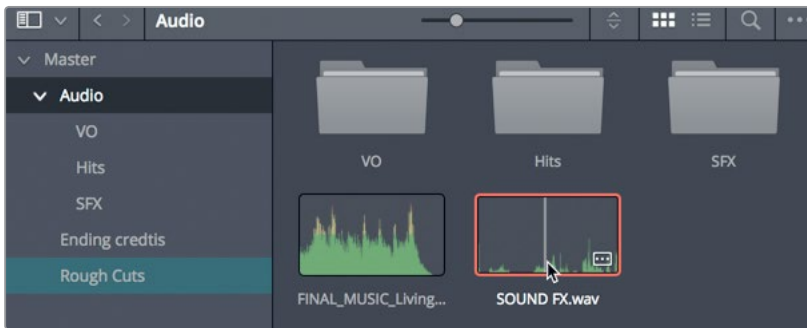 Audio
Master
Audio
VO
Hits
SFX
Ending credtis
Rough Cuts
VO
Hits
SFX
FINAL_MUSIC_Living...
SOUND FX.wav